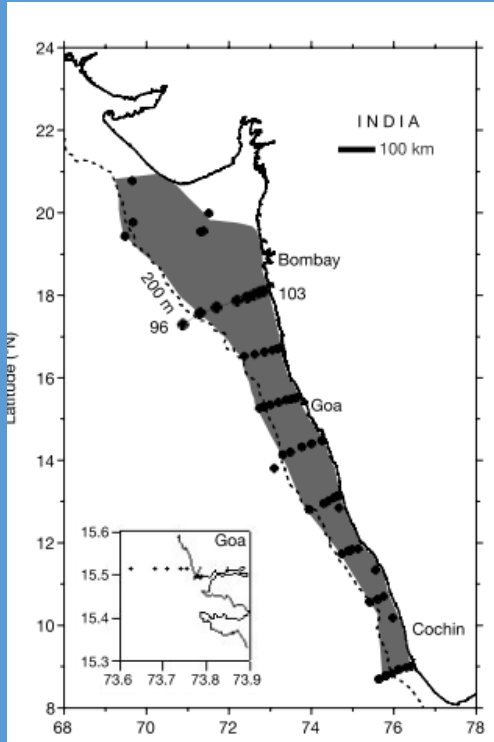 24
22
20
18
16
14
12
10
8
Latitude (°N)
INDIA
100 km
Bombay
200 m
103
96
Goa
15.6
Goa
15.5
15.4
15.3
73.6 73.7 73.8 73.9
Cochin
68 70 72 74 76 78